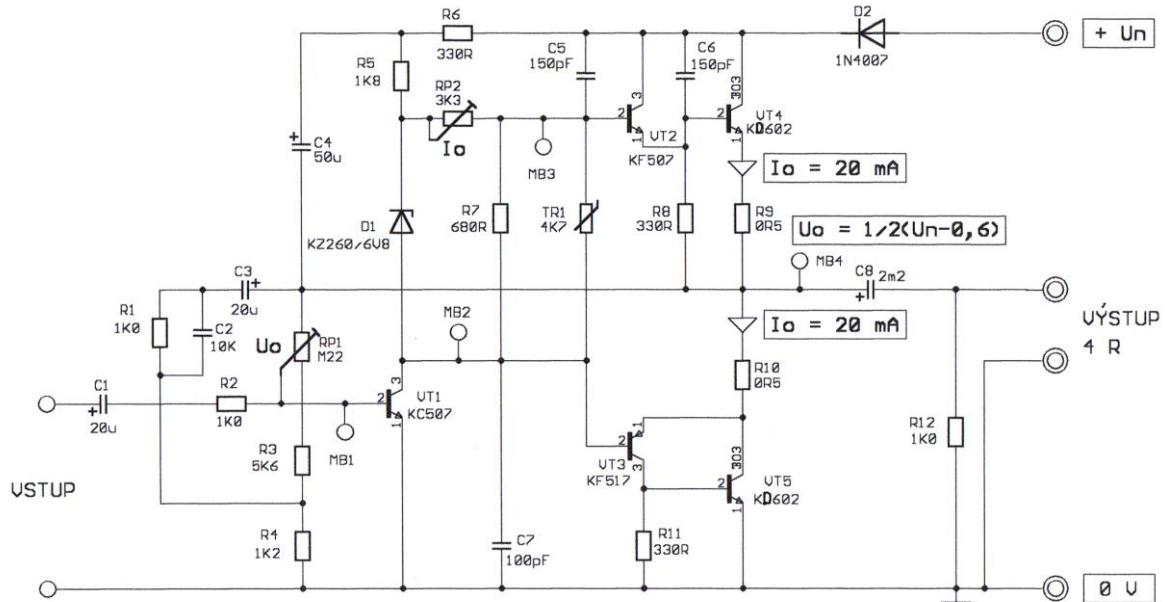 R6
330R
D2
1N4007
+ Un
R5
1K8
C5
150pF
C6
150pF
RP2
3K3
Io
3
2
1
VT2
KF507
303
2
1
VT4
KD602
MB3
+
C4
50u
Io = 20 mA
D1
KZ260/6V8
R7
680R
TR1
4K7
R8
330R
R9
0R5
Uo = 1/2(Un-0,6)
MB4
C8
2m2
+
C3
+
20u
R1
1K0
C2
10K
Uo
RP1
M22
MB2
Io = 20 mA
VÝSTUP
4 R
R10
0R5
C1
+
20u
R2
1K0
3
2
1
VT1
KC507
MB1
R3
5K6
1
2
3
VT3
KF517
303
2
1
VT5
KD602
R12
1K0
VSTUP
R4
1K2
C7
100pF
R11
330R
0 V